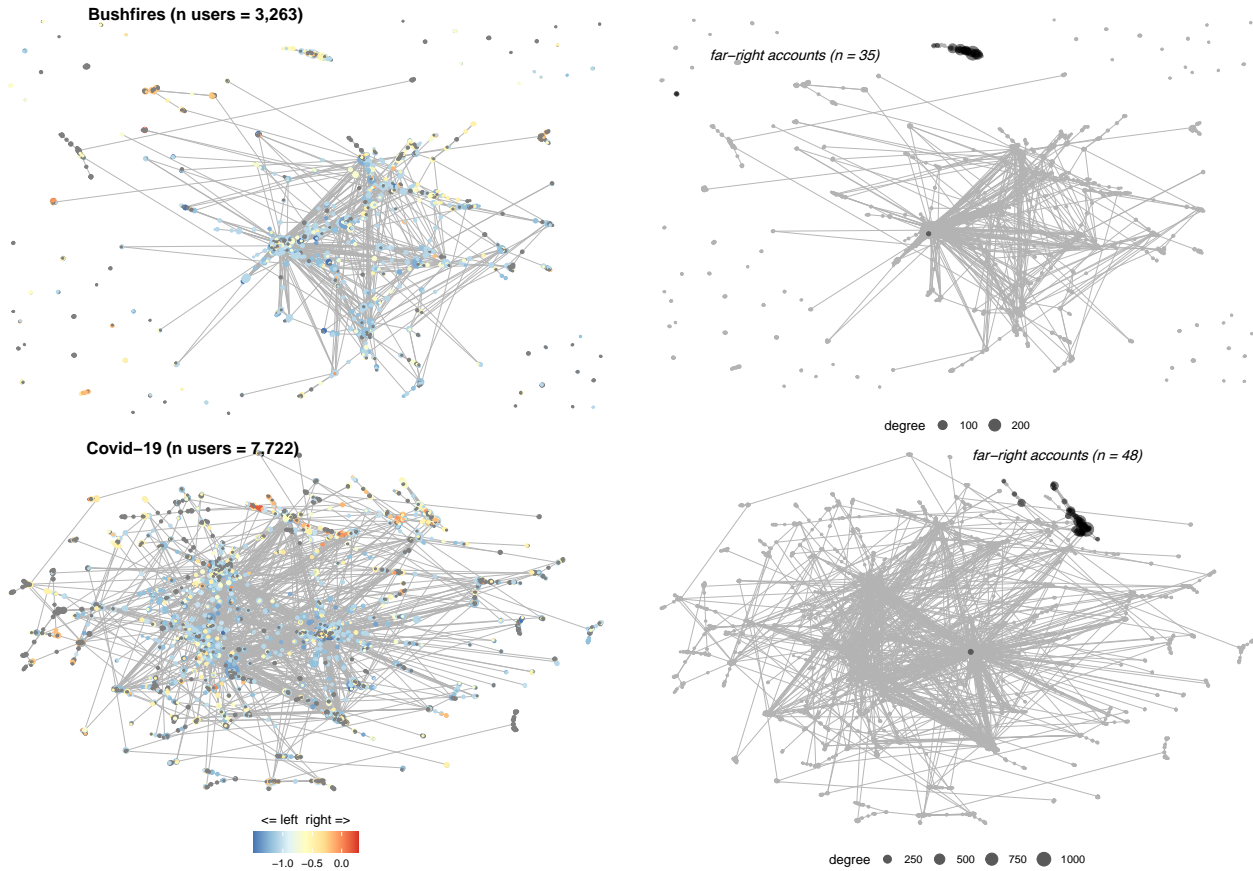 Bushfires (n users = 3,263)
far−right accounts (n = 35)
degree 100 200
Covid−19 (n users = 7,722)
far−right accounts (n = 48)
<= left right =>
−1.0 −0.5 0.0
degree 250 500 750 1000